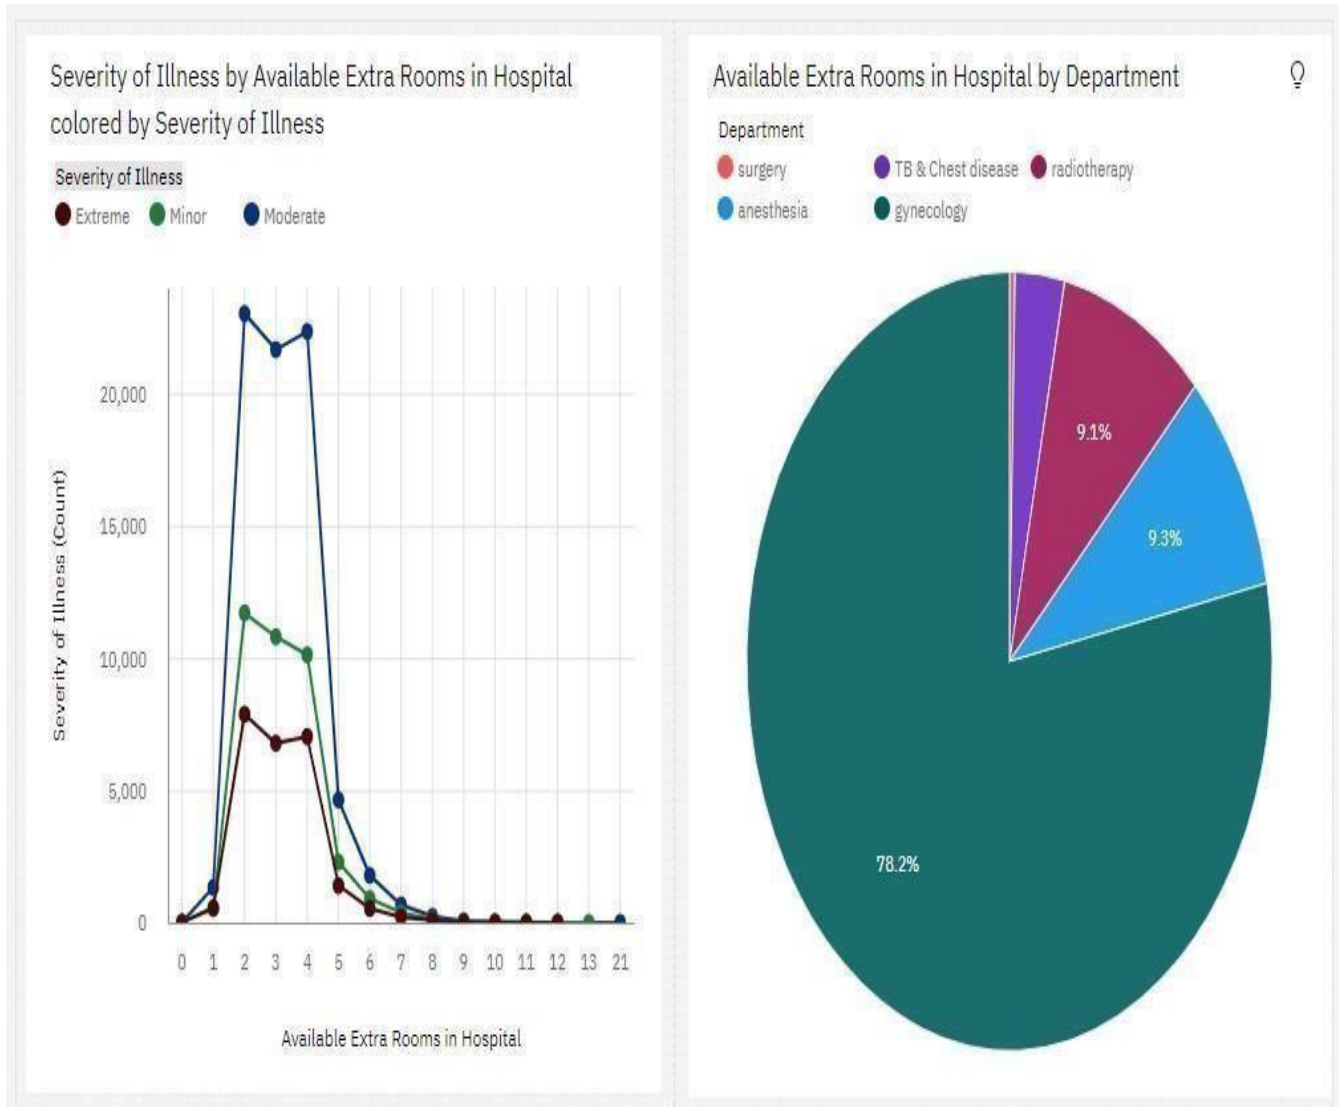 Severity of Illness by Available Extra Rooms in Hospital
colored by Severity of Illness
Severity of Illness
Extreme Minor Moderate
20,000
15,000
10,000
5,000
0
Severity of Illness (Count)
0 1 2 3 4 5 6 7 8 9 10 11 12 13 21
Available Extra Rooms in Hospital
Available Extra Rooms in Hospital by Department
Department
surgery TB & Chest disease radiotherapy
anesthesia gynecology
9.1%
9.3%
78.2%